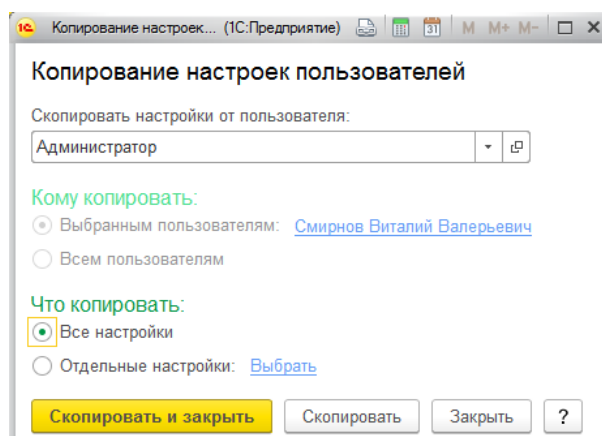 1С Копирование настроек... (1С:Предприятие) 31 M M+ M-
Копирование настроек пользователей
Скопировать настройки от пользователя:
Администратор
Кому копировать:
Выбранным пользователям: Смирнов Виталий Валерьевич
Всем пользователям
Что копировать:
Все настройки
Отдельные настройки: Выбрать
Скопировать и закрыть Скопировать Закрыть ?